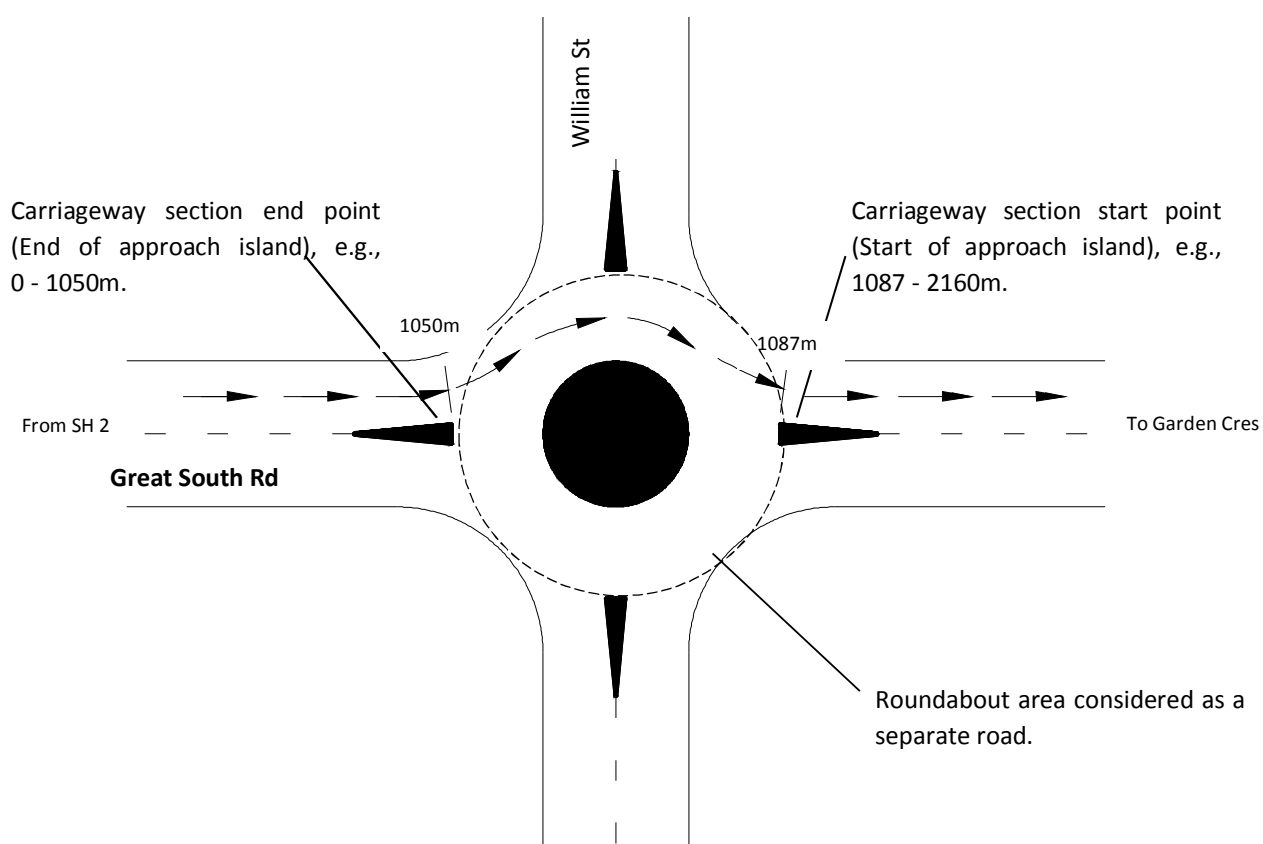 William St
Carriageway section end point
(End of approach island), e.g.,
0 - 1050m.
Carriageway section start point
(Start of approach island), e.g.,
1087 - 2160m.
1050m
1087m
From SH 2
To Garden Cres
Great South Rd
Roundabout area considered as a
separate road.